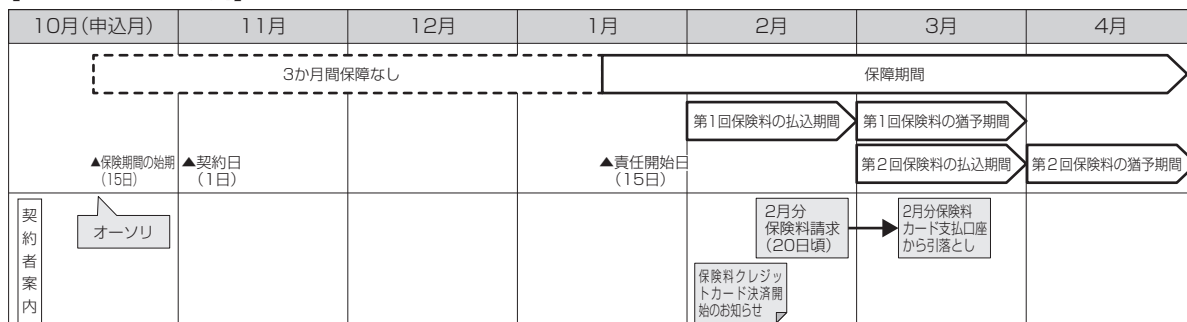 10月(申込月) 11月 12月 1月 2月 3月 4月
3か月間保障なし
保障期間
第1回保険料の払込期間
第1回保険料の猶予期間
▲保険期間の始期
(15日)
▲契約日
(1日)
▲責任開始日
(15日)
第2回保険料の払込期間
第2回保険料の猶予期間
契約者案内
オーソリ
2月分
保険料請求
(20日頃)
2月分保険料
カード支払口座
から引落とし
保険料クレジッ
トカード決済開
始のお知らせ